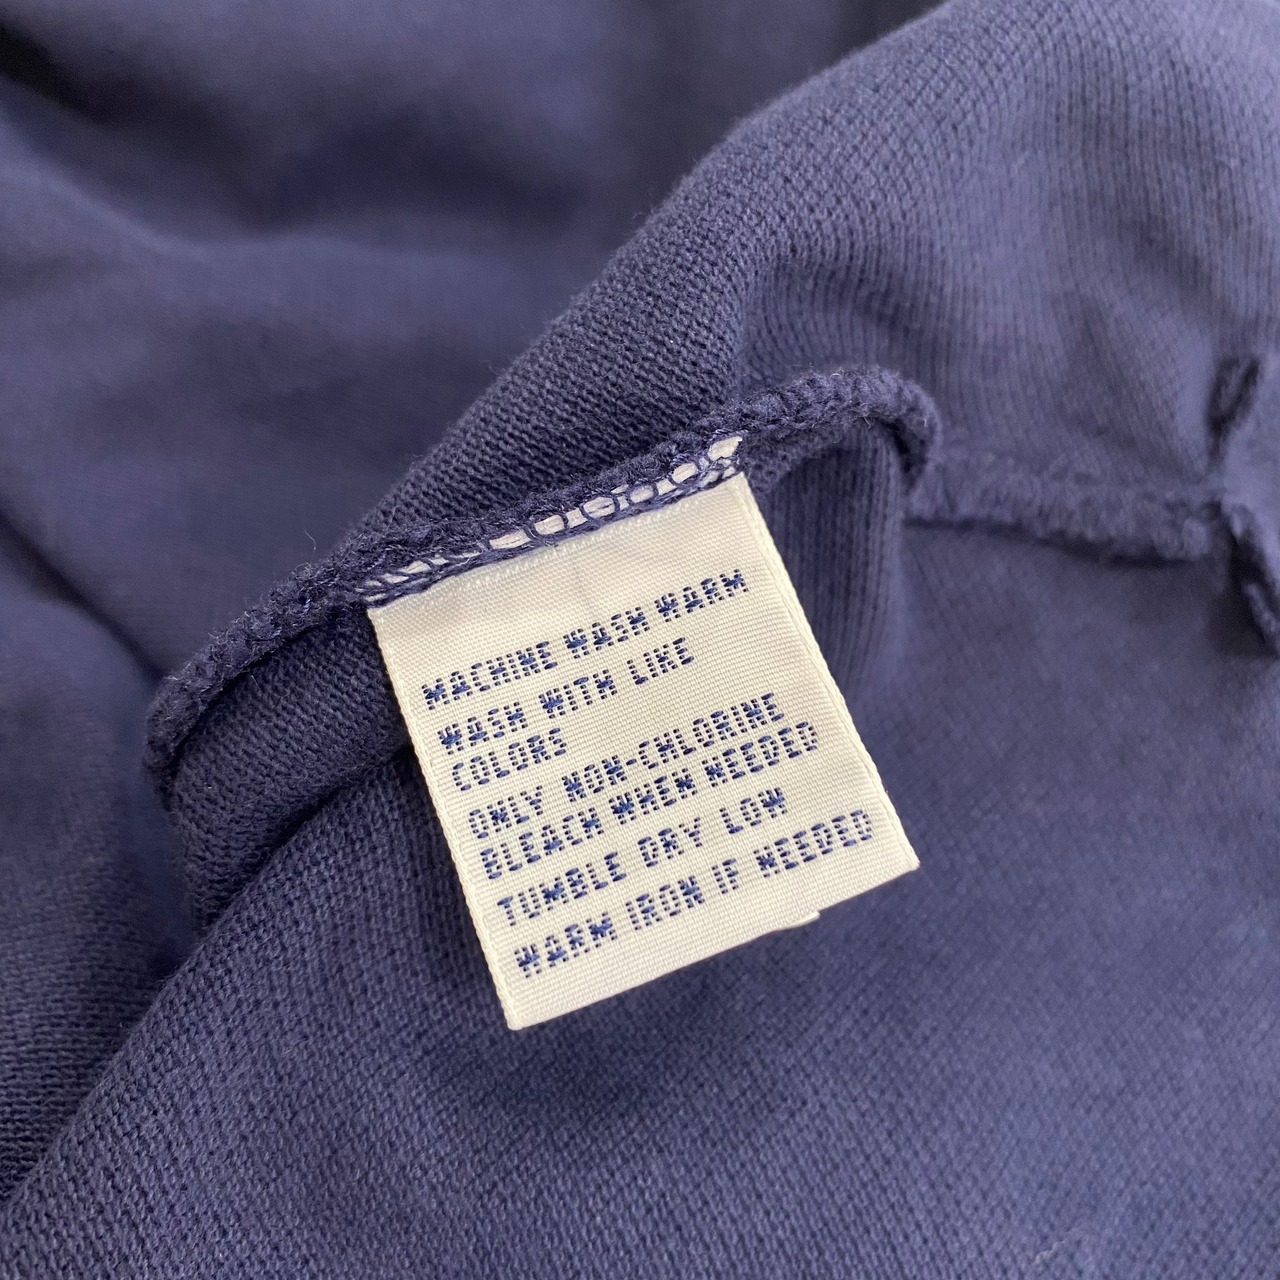 MACHINE WASH WARM
WASH WITH LIKE
COLORS
ONLY NON-CHLORINE
BLEACH WHEN NEEDED
TUMBLE DRY LOW
WARM IRON IF NEEDED